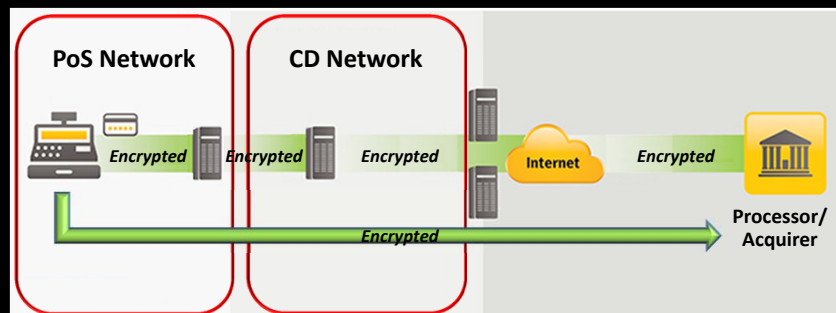 PoS Network
CD Network
Encrypted
Encrypted
Encrypted
Internet
Encrypted
Processor/
Acquirer
Encrypted